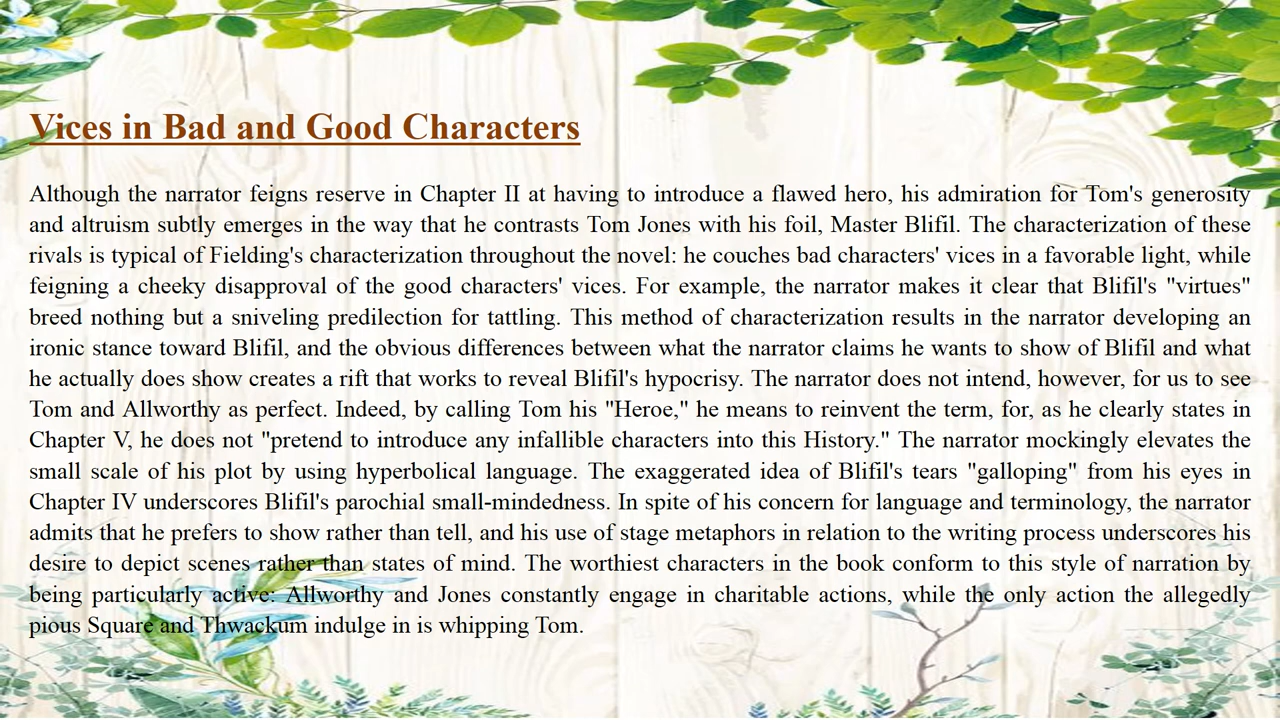 Vices in Bad and Good Characters
Although the narrator feigns reserve in Chapter II at having to introduce a flawed hero, his admiration for Tom's generosity
and altruism subtly emerges in the way that he contrasts Tom Jones with his foil, Master Blifil. The characterization of these
rivals is typical of Fielding's characterization throughout the novel: he couches bad characters' vices in a favorable light, while
feigning a cheeky disapproval of the good characters' vices. For example, the narrator makes it clear that Blifil's "virtues"
breed nothing but a sniveling predilection for tattling. This method of characterization results in the narrator developing an
ironic stance toward Blifil, and the obvious differences between what the narrator claims he wants to show of Blifil and what
he actually does show creates a rift that works to reveal Blifil's hypocrisy. The narrator does not intend, however, for us to see
Tom and Allworthy as perfect. Indeed, by calling Tom his "Heroe," he means to reinvent the term, for, as he clearly states in
Chapter V, he does not "pretend to introduce any infallible characters into this History." The narrator mockingly elevates the
small scale of his plot by using hyperbolical language. The exaggerated idea of Blifil's tears "galloping" from his eyes in
Chapter IV underscores Blifil's parochial small-mindedness. In spite of his concern for language and terminology, the narrator
admits that he prefers to show rather than tell, and his use of stage metaphors in relation to the writing process underscores his
desire to depict scenes rather than states of mind. The worthiest characters in the book conform to this style of narration by
being particularly active: Allworthy and Jones constantly engage in charitable actions, while the only action the allegedly
pious Square and Thwackum indulge in is whipping Tom.